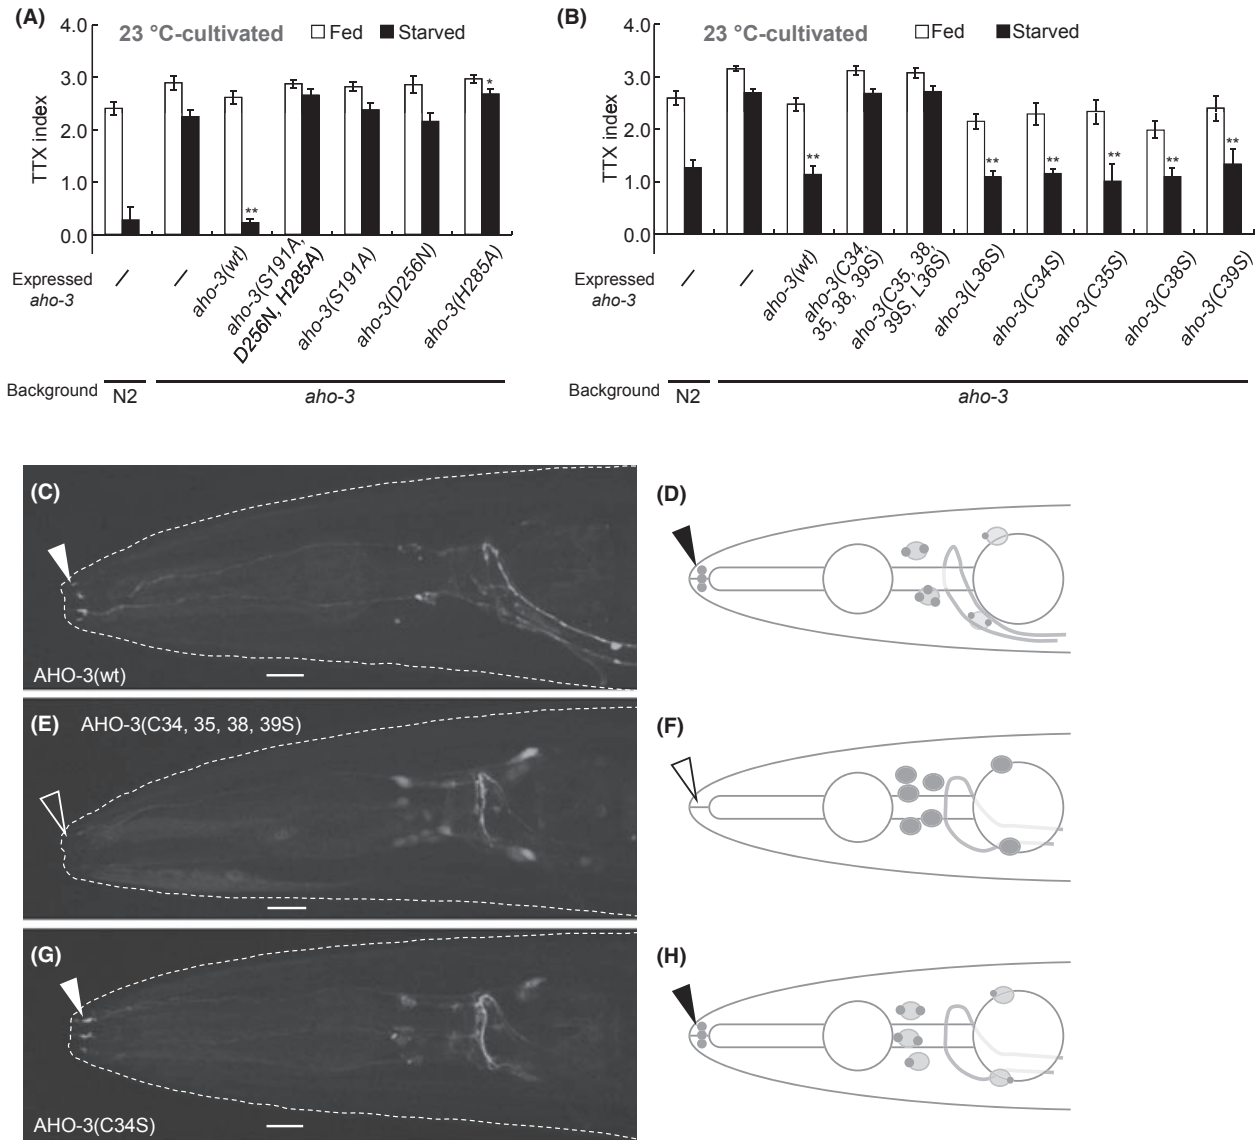 (A)
23 °C-cultivated
Fed
Starved
TTX index
4.0
3.0
2.0
1.0
0.0
*
**
Expressed
aho-3
/
/
aho-3(wt)
aho-3(S191A,
D256N, H285A)
aho-3(S191A)
aho-3(D256N)
aho-3(H285A)
Background
N2
aho-3
(B)
23 °C-cultivated
Fed
Starved
TTX index
4.0
3.0
2.0
1.0
0.0
**
**
**
**
**
**
Expressed
aho-3
/
/
aho-3(wt)
aho-3(C34,
35, 38, 39S)
aho-3(C35, 38,
39S, L36S)
aho-3(L36S)
aho-3(C34S)
aho-3(C35S)
aho-3(C38S)
aho-3(C39S)
Background
N2
aho-3
(C)
AHO-3(wt)
(D)
(E) AHO-3(C34, 35, 38, 39S)
(F)
(G)
AHO-3(C34S)
(H)